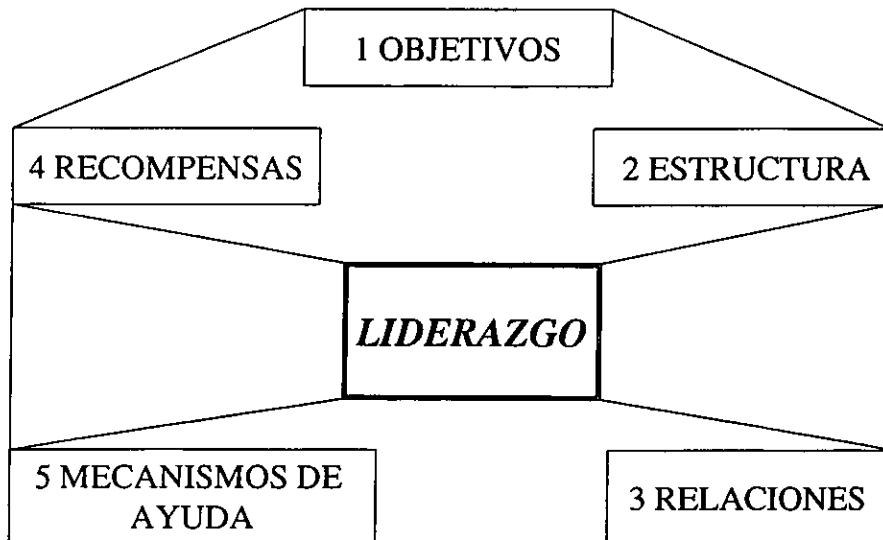 1 OBJETIVOS
4 RECOMPENSAS
2 ESTRUCTURA
LIDERAZGO
5 MECANISMOS DE
AYUDA
3 RELACIONES